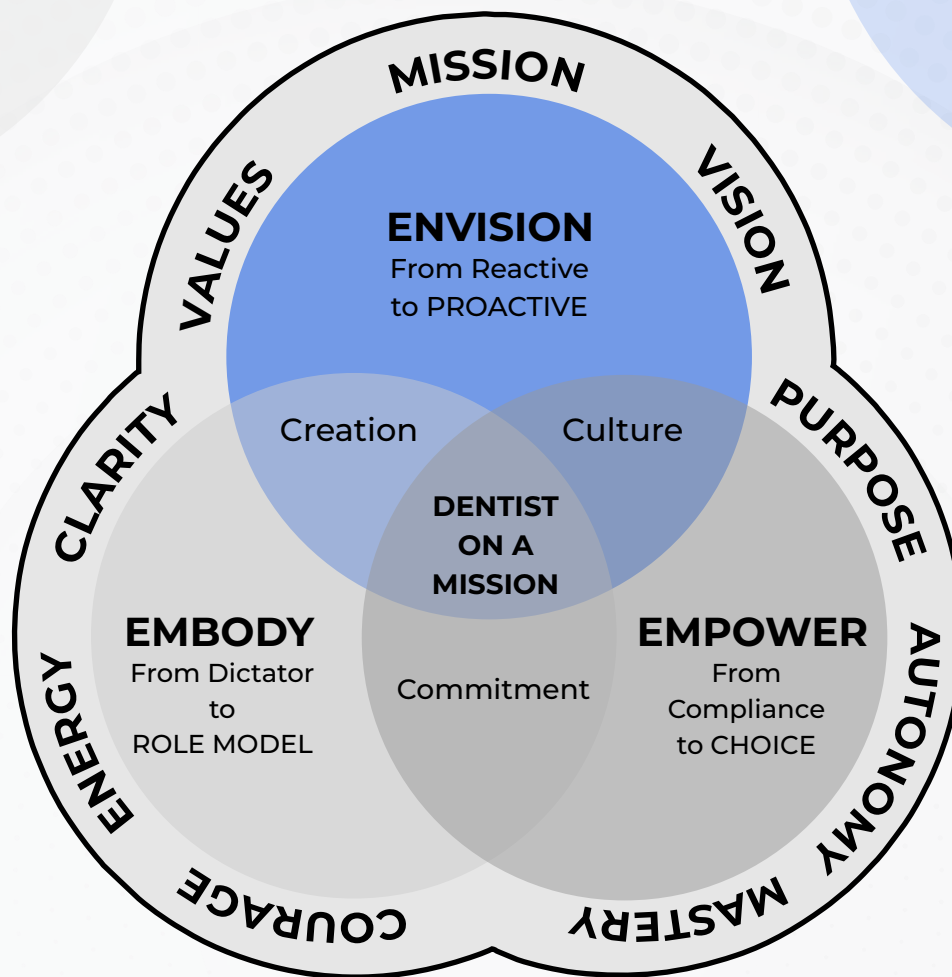 MISSION
VALUES
VISION
ENVISION
From Reactive
to PROACTIVE
CLARITY
PURPOSE
Creation
Culture
DENTIST
ON A
MISSION
EMBODY
From Dictator
to
ROLE MODEL
EMPOWER
From
Compliance
to CHOICE
Commitment
ENERGY
AUTONOMY
COURAGE
MASTERY